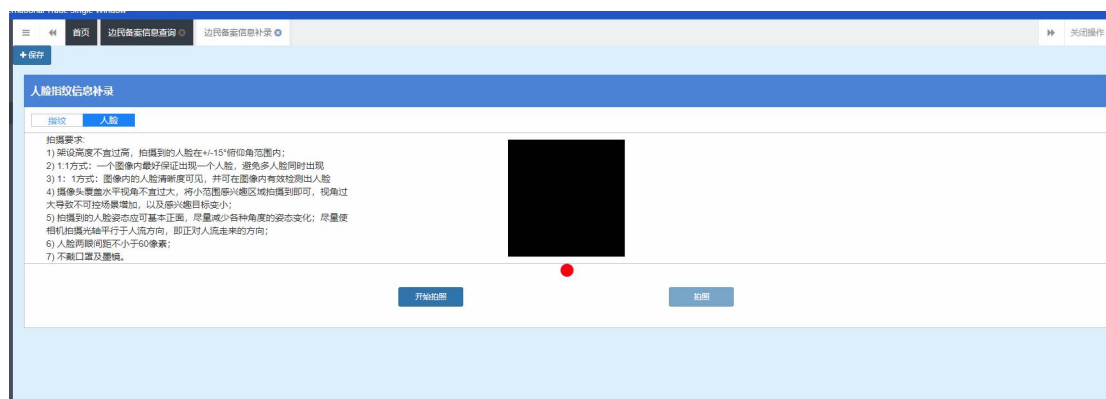 national Trade Single Window
首页
边民备案信息查询
边民备案信息补录
关闭操作
+保存
人脸指纹信息补录
指纹
人脸
拍摄要求:
1) 架设高度不宜过高，拍摄到的人脸在+/-15°俯仰角范围内；
2) 1:1方式：一个图像内最好保证出现一个人脸，避免多人脸同时出现
3) 1：1方式：图像内的人脸清晰度可见，并可在图像内有效检测出人脸
4) 摄像头覆盖水平视角不宜过大，将小范围感兴趣区域拍摄到即可，视角过
大导致不可控场景增加，以及感兴趣目标变小；
5) 拍摄到的人脸姿态应可基本正面，尽量减少各种角度的姿态变化；尽量使
相机拍摄光轴平行于人流方向，即正对人流走来的方向；
6) 人脸两眼间距不小于60像素；
7) 不戴口罩及墨镜。
开始拍照
拍照